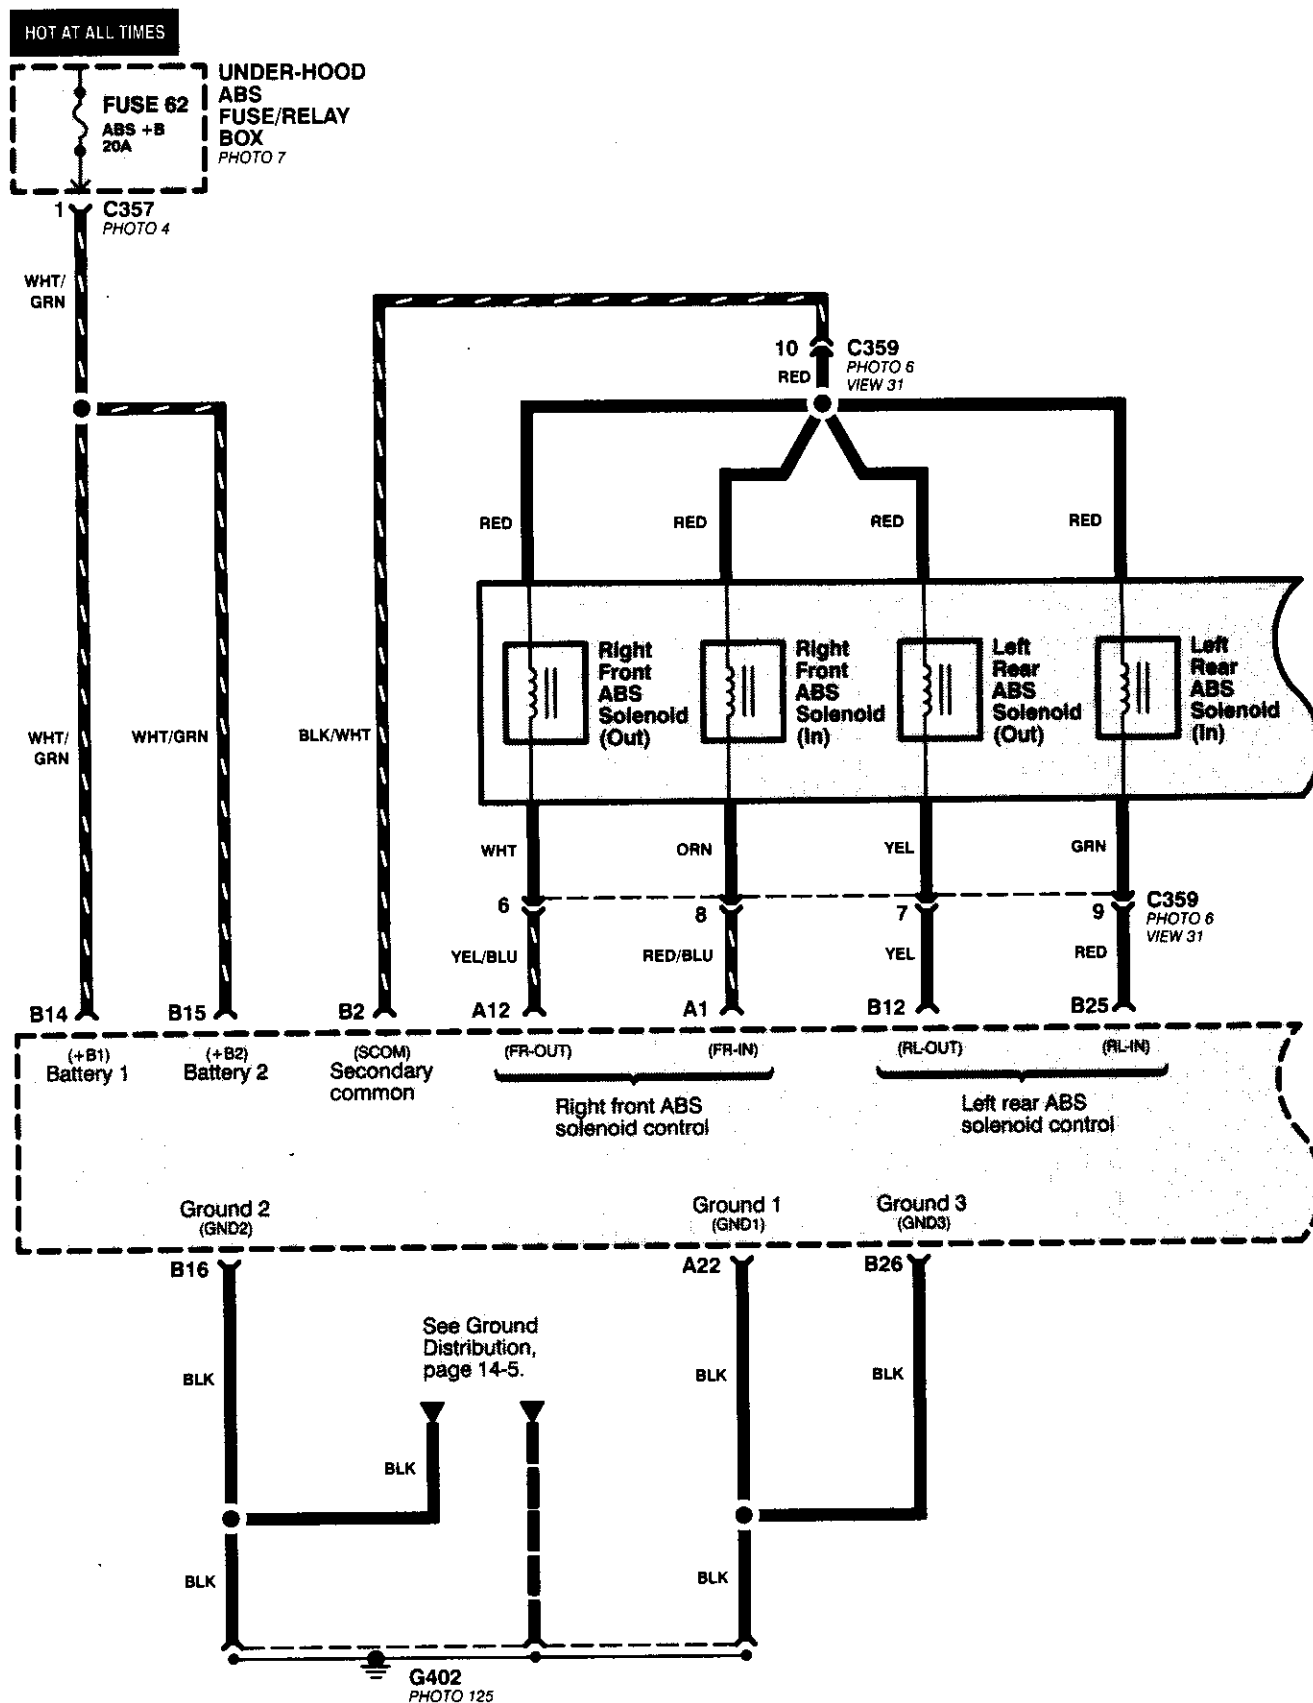 HOT AT ALL TIMES
FUSE 62
ABS +B
20A
UNDER-HOOD
ABS
FUSE/RELAY
BOX
PHOTO 7
1
C357
PHOTO 4
WHT/
GRN
10
C359
PHOTO 6
VIEW 31
RED
RED
RED
RED
RED
WHT/
GRN
WHT/GRN
BLK/WHT
Right
Front
ABS
Solenoid
(Out)
Right
Front
ABS
Solenoid
(In)
Left
Rear
ABS
Solenoid
(Out)
Left
Rear
ABS
Solenoid
(In)
WHT
ORN
YEL
GRN
6
8
7
9
C359
PHOTO 6
VIEW 31
YEL/BLU
RED/BLU
YEL
RED
B14
B15
B2
A12
A1
B12
B25
(+B1)
Battery 1
(+B2)
Battery 2
(SCOM)
Secondary
common
(FR-OUT)
(FR-IN)
Right front ABS
solenoid control
(RL-OUT)
(RL-IN)
Left rear ABS
solenoid control
Ground 2
(GND2)
Ground 1
(GND1)
Ground 3
(GND3)
B16
A22
B26
See Ground
Distribution,
page 14-5.
BLK
BLK
BLK
BLK
BLK
BLK
G402
PHOTO 125